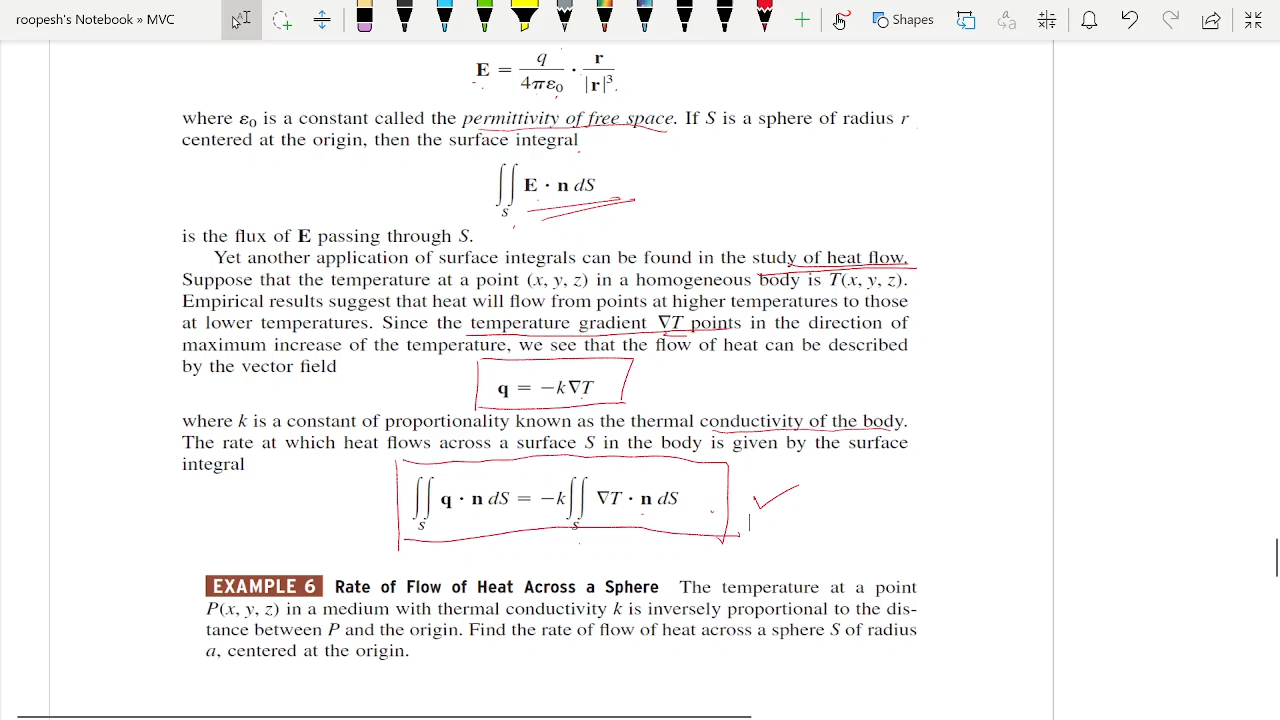 roopesh's Notebook » MVC
Shapes
E = q / 4πε₀ · r / |r|³
where ε₀ is a constant called the permittivity of free space. If S is a sphere of radius r
centered at the origin, then the surface integral
∬_S E · n dS
is the flux of E passing through S.
Yet another application of surface integrals can be found in the study of heat flow.
Suppose that the temperature at a point (x, y, z) in a homogeneous body is T(x, y, z).
Empirical results suggest that heat will flow from points at higher temperatures to those
at lower temperatures. Since the temperature gradient ∇T points in the direction of
maximum increase of the temperature, we see that the flow of heat can be described
by the vector field
q = −k∇T
where k is a constant of proportionality known as the thermal conductivity of the body.
The rate at which heat flows across a surface S in the body is given by the surface
integral
∬_S q · n dS = −k∬_S ∇T · n dS
EXAMPLE 6 Rate of Flow of Heat Across a Sphere The temperature at a point
P(x, y, z) in a medium with thermal conductivity k is inversely proportional to the dis-
tance between P and the origin. Find the rate of flow of heat across a sphere S of radius
a, centered at the origin.